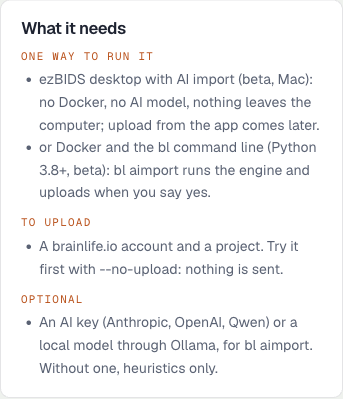 What it needs
ONE WAY TO RUN IT
• ezBIDS desktop with AI import (beta, Mac):
no Docker, no AI model, nothing leaves the
computer; upload from the app comes later.
• or Docker and the bl command line (Python
3.8+, beta): bl aimport runs the engine and
uploads when you say yes.
TO UPLOAD
• A brainlife.io account and a project. Try it
first with --no-upload: nothing is sent.
OPTIONAL
• An AI key (Anthropic, OpenAI, Qwen) or a
local model through Ollama, for bl aimport.
Without one, heuristics only.